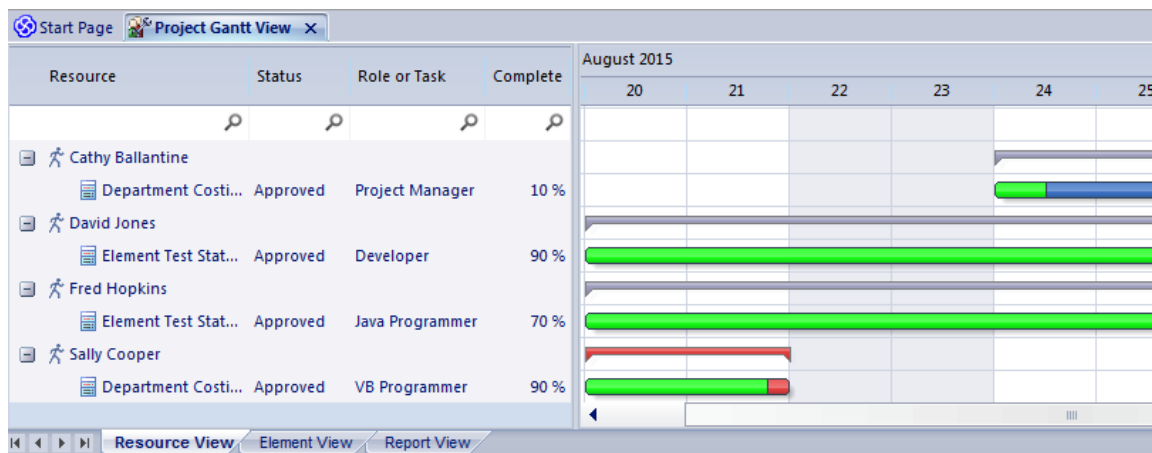 Start Page Project Gantt View X
August 2015
Resource Status Role or Task Complete
20 21 22 23 24 25
Cathy Ballantine
Department Costi... Approved Project Manager 10 %
David Jones
Element Test Stat... Approved Developer 90 %
Fred Hopkins
Element Test Stat... Approved Java Programmer 70 %
Sally Cooper
Department Costi... Approved VB Programmer 90 %
Resource View Element View Report View